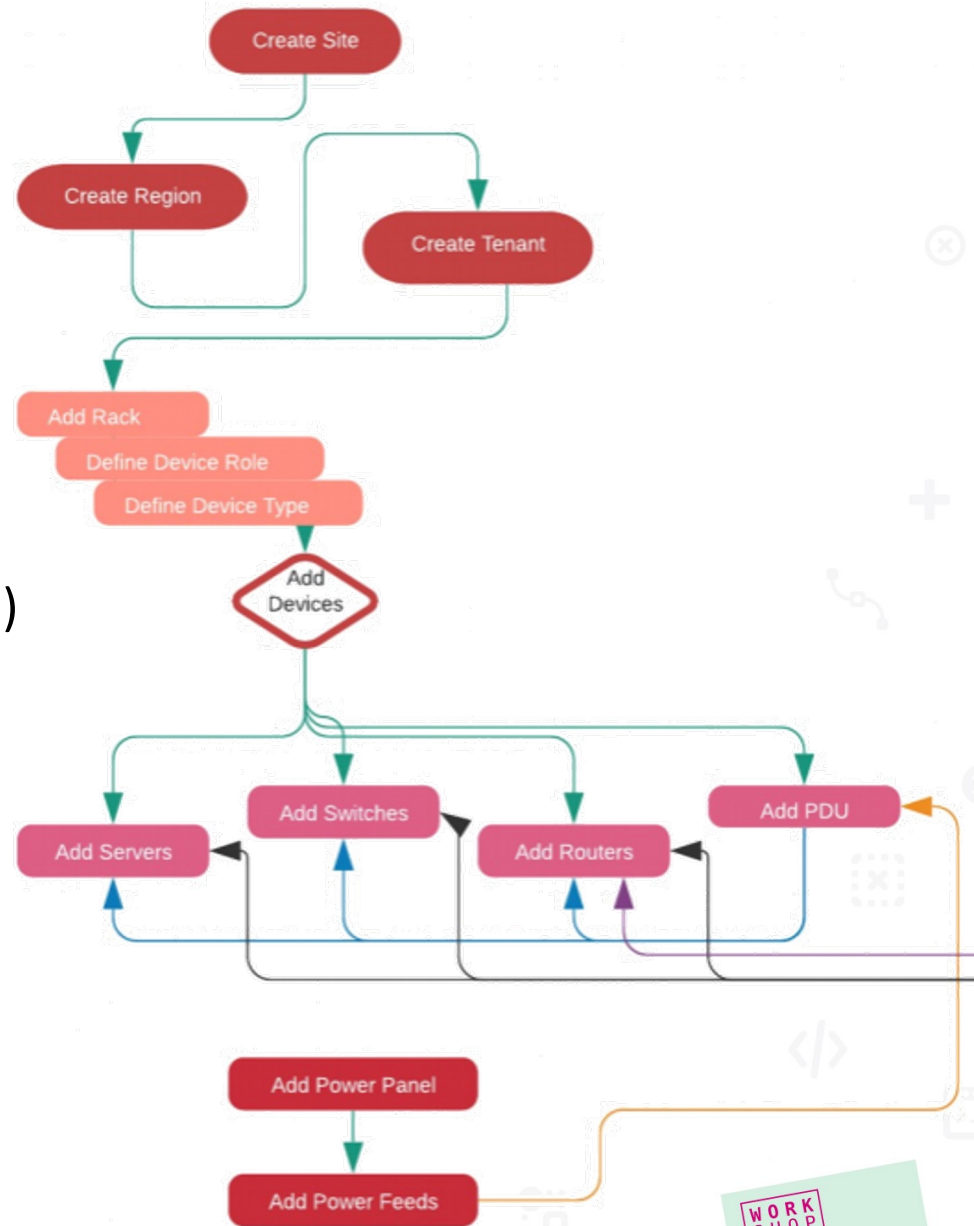 Create Site
Create Region
Create Tenant
Add Rack
Define Device Role
Define Device Type
)
Add
Devices
Add Switches
Add PDU
Add Servers
Add Routers
</>
Add Power Panel
Add Power Feeds
WORK